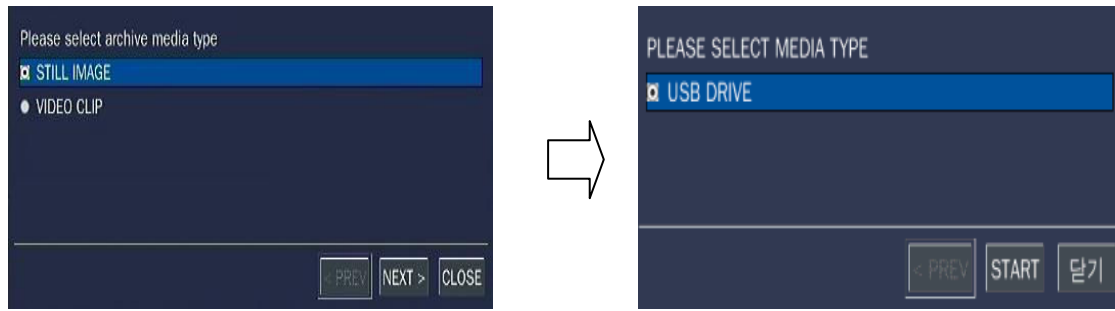 Please select archive media type
STILL IMAGE
VIDEO CLIP
< PREV NEXT > CLOSE
PLEASE SELECT MEDIA TYPE
USB DRIVE
< PREV START 닫기